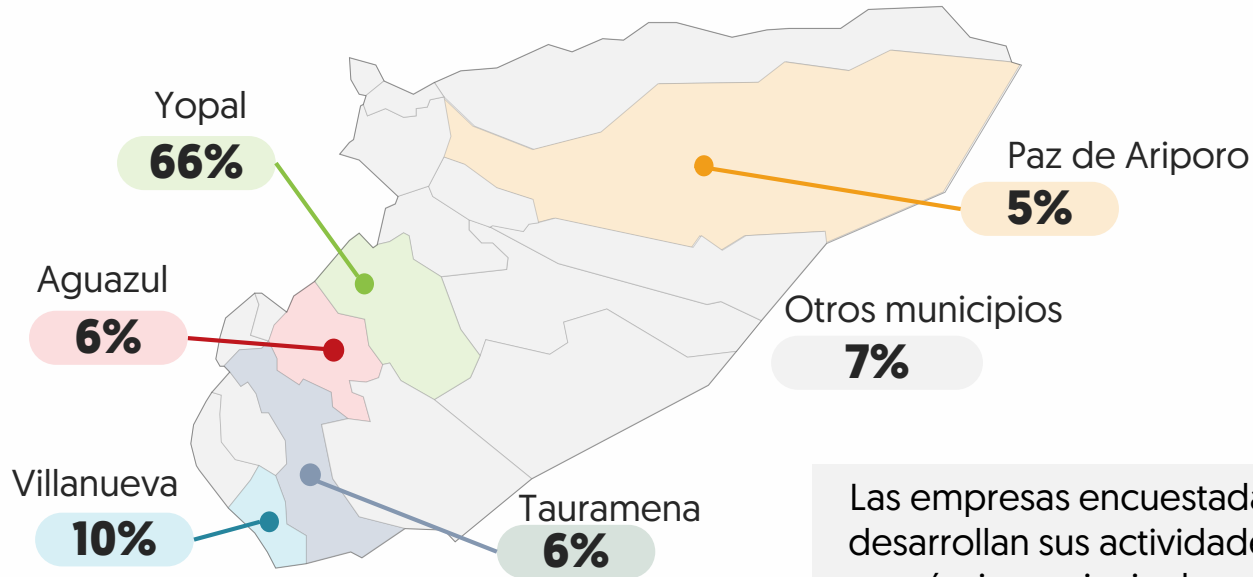 Yopal
66%
Paz de Ariporo
5%
Aguazul
6%
Otros municipios
7%
Villanueva
10%
Tauramena
6%
Las empresas encuestada
desarrollan sus actividade